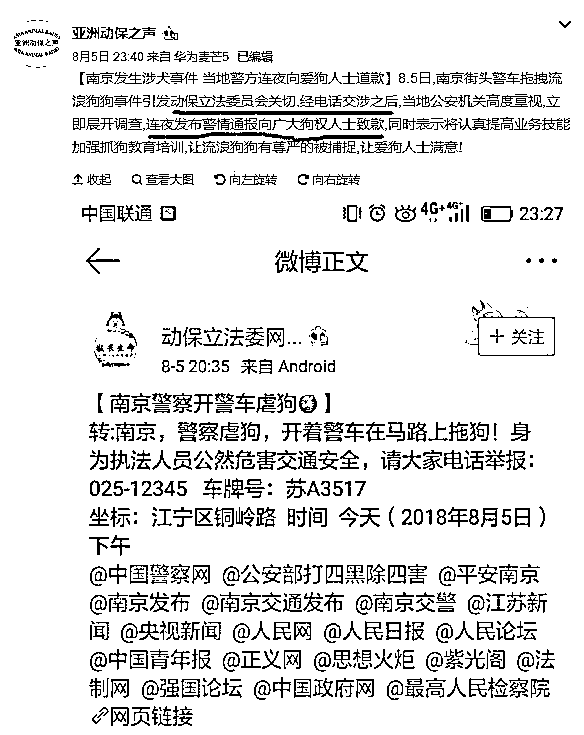 亚洲动保之声
8月5日 23:40 来自 华为麦芒5 已编辑
【南京发生涉犬事件 当地警方连夜向爱狗人士道款】8.5日,南京街头警车拖拽流
浪狗狗事件引发动保立法委员会关切,经电话交涉之后,当地公安机关高度重视,立
即展开调查,连夜发布警情通报向广大狗权人士致款,同时表示将认真提高业务技能
加强抓狗教育培训,让流浪狗狗有尊严的被捕捉,让爱狗人士满意!
收起 查看大图 向左旋转 向右旋转
中国联通 4G+ 4G+ 23:27
微博正文
动保立法委网...
+ 关注
8-5 20:35 来自 Android
【南京警察开警车虐狗】
转:南京，警察虐狗，开着警车在马路上拖狗！身
为执法人员公然危害交通安全，请大家电话举报：
025-12345 车牌号：苏A3517
坐标：江宁区铜岭路 时间 今天（2018年8月5日）
下午
@中国警察网 @公安部打四黑除四害 @平安南京
@南京发布 @南京交通发布 @南京交警 @江苏新
闻 @央视新闻 @人民网 @人民日报 @人民论坛
@中国青年报 @正义网 @思想火炬 @紫光阁 @法
制网 @强国论坛 @中国政府网 @最高人民检察院
网页链接